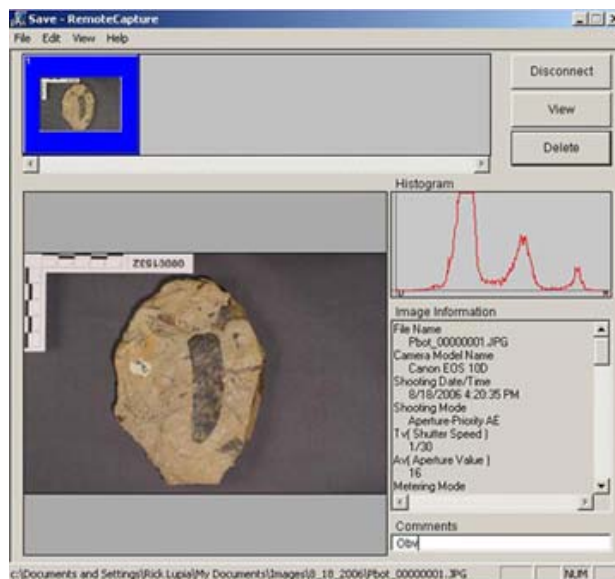 Save - RemoteCapture
File Edit View Help
1
Disconnect
View
Delete
Histogram
0
Image Information
File Name
Pbot_00000001.JPG
Camera Model Name
Canon EOS 10D
Shooting Date/Time
8/18/2006 4:20:35 PM
Shooting Mode
Aperture-Priority AE
Tv( Shutter Speed )
1/30
Av( Aperture Value )
16
Metering Mode
Comments
Obv
c:\Documents and Settings\Rick.Lupia\My Documents\Images\8_18_2006\Pbot_00000001.JPG
NUM